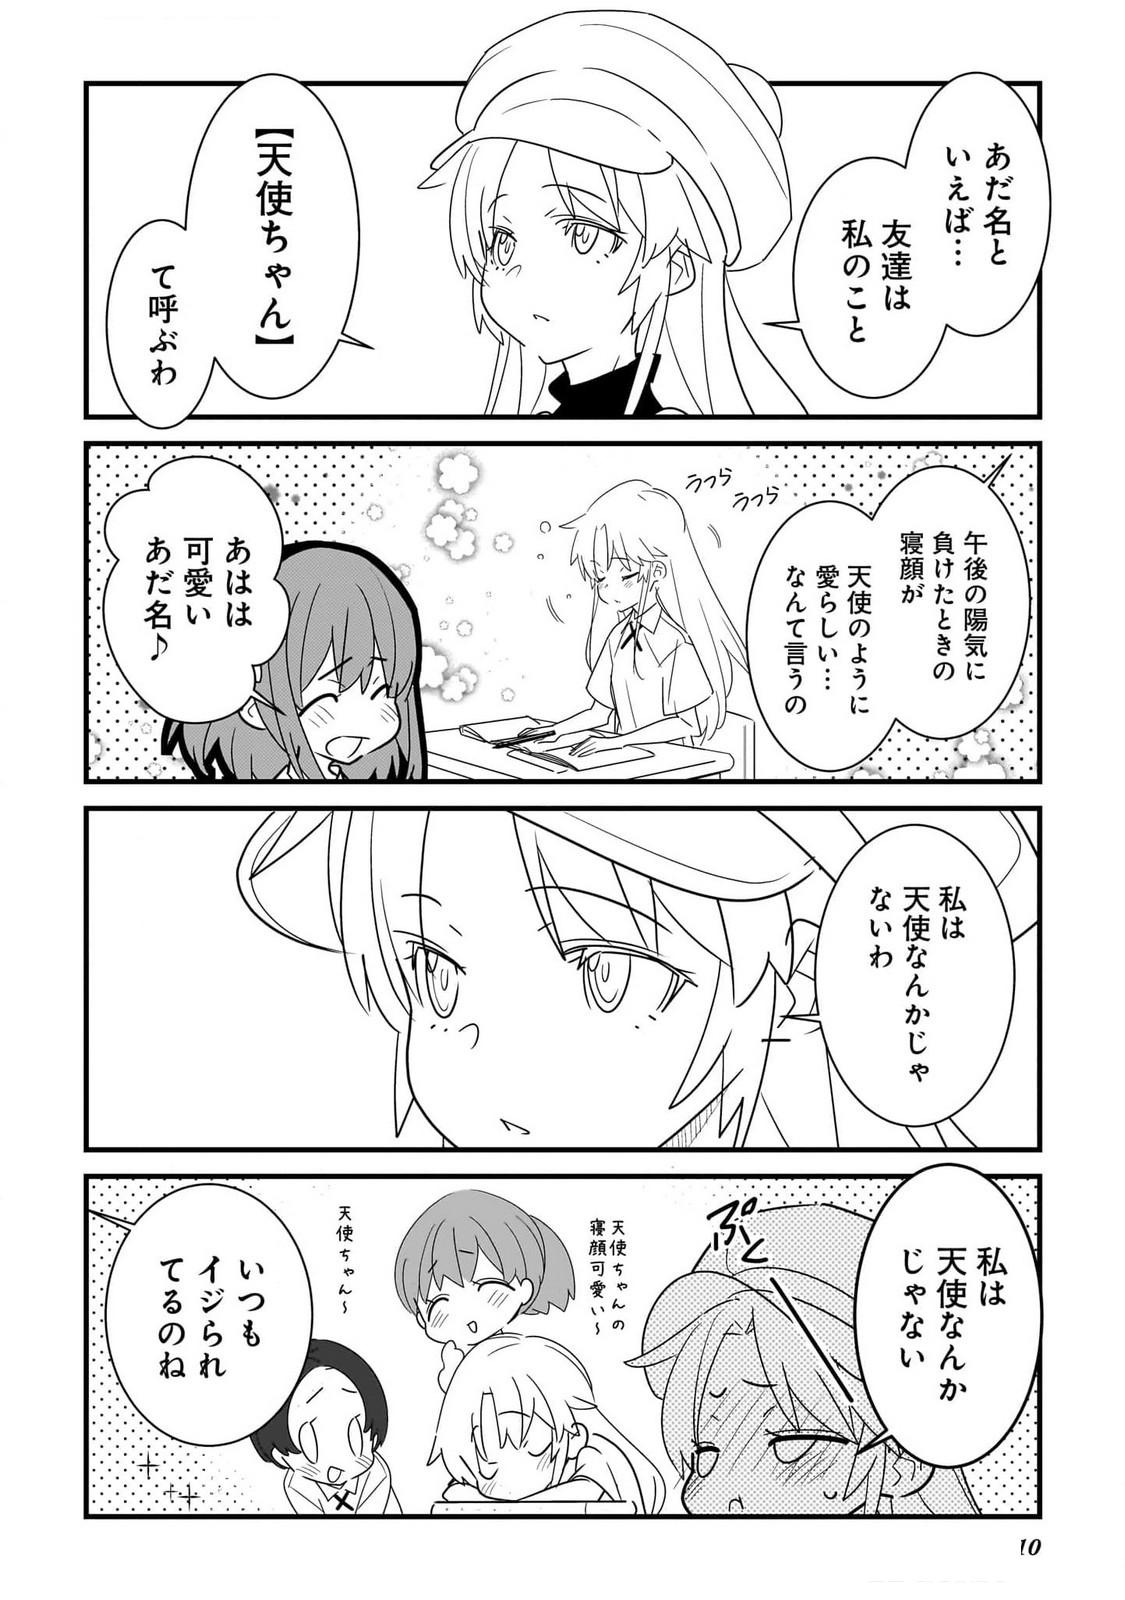 あだ名と
いえば…
友達は
私のこと
【天使ちゃん】
て呼ぶわ
午後の陽気に
負けたときの
寝顔が
天使のように
愛らしい…
なんて言うの
うつら
うつら
あはは
可愛い
あだ名♪
私は
天使なんかじゃ
ないわ
私は
天使なんか
じゃない
ぷくーっ
天使ちゃんの
寝顔可愛い～
天使ちゃん～
いつも
イジられ
てるのね
10